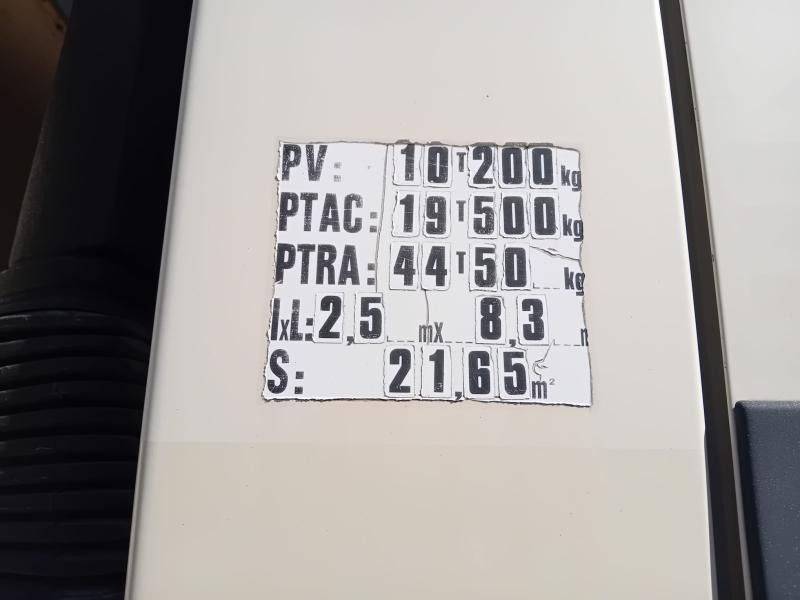 PV: 10 T 200 kg
PTAC: 19 T 500 kg
PTRA: 44 T 50 kg
lxL: 2,5 mX 8,3
S: 21,65 m²